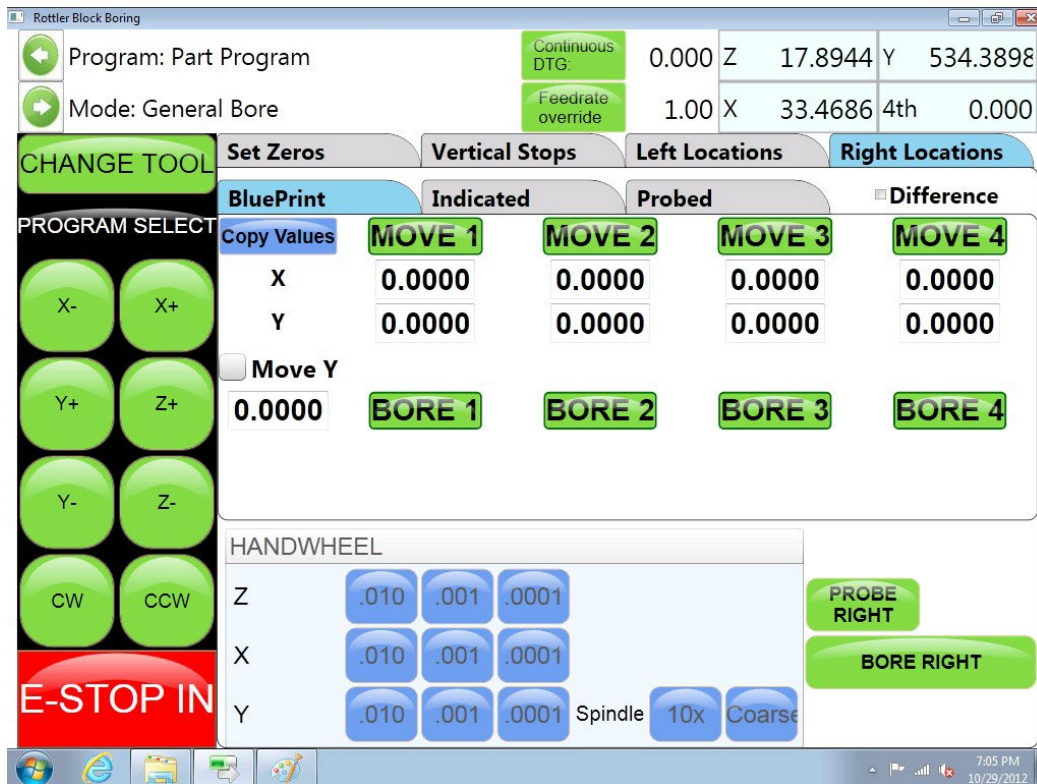 Rottler Block Boring
Program: Part Program
Continuous DTG: 0.000 Z 17.8944 Y 534.3898
Mode: General Bore
Feedrate override 1.00 X 33.4686 4th 0.000
CHANGE TOOL
Set Zeros Vertical Stops Left Locations Right Locations
BluePrint Indicated Probed Difference
PROGRAM SELECT
Copy Values MOVE 1 MOVE 2 MOVE 3 MOVE 4
X 0.0000 0.0000 0.0000 0.0000
Y 0.0000 0.0000 0.0000 0.0000
Move Y
0.0000 BORE 1 BORE 2 BORE 3 BORE 4
X- X+
Y+ Z+
Y- Z-
CW CCW
E-STOP IN
HANDWHEEL
Z .010 .001 .0001
X .010 .001 .0001
Y .010 .001 .0001 Spindle 10x Coarse
PROBE
RIGHT
BORE RIGHT
7:05 PM
10/29/2012